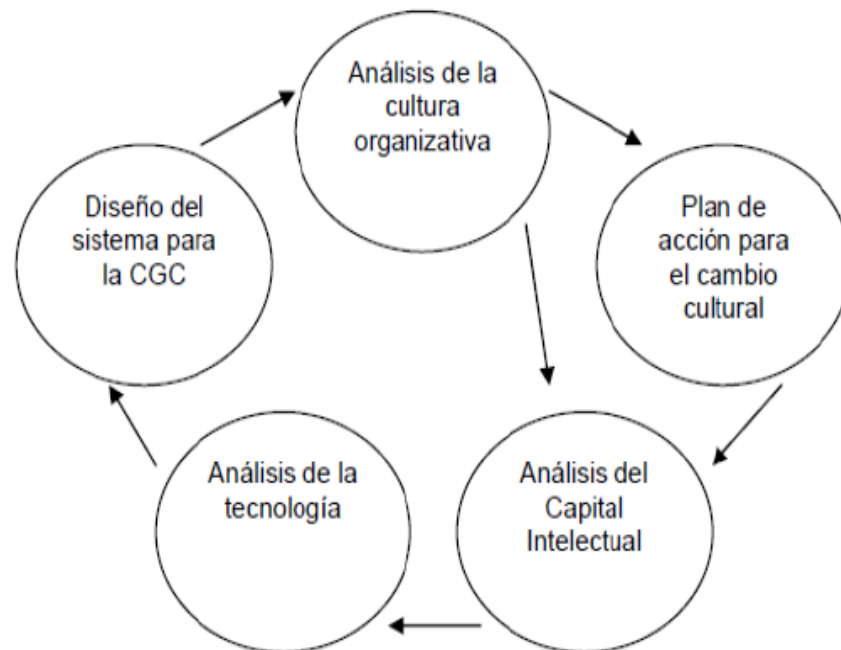 Análisis de la
cultura
organizativa
Plan de
acción para
el cambio
cultural
Análisis del
Capital
Intelectual
Análisis de la
tecnología
Diseño del
sistema para
la CGC